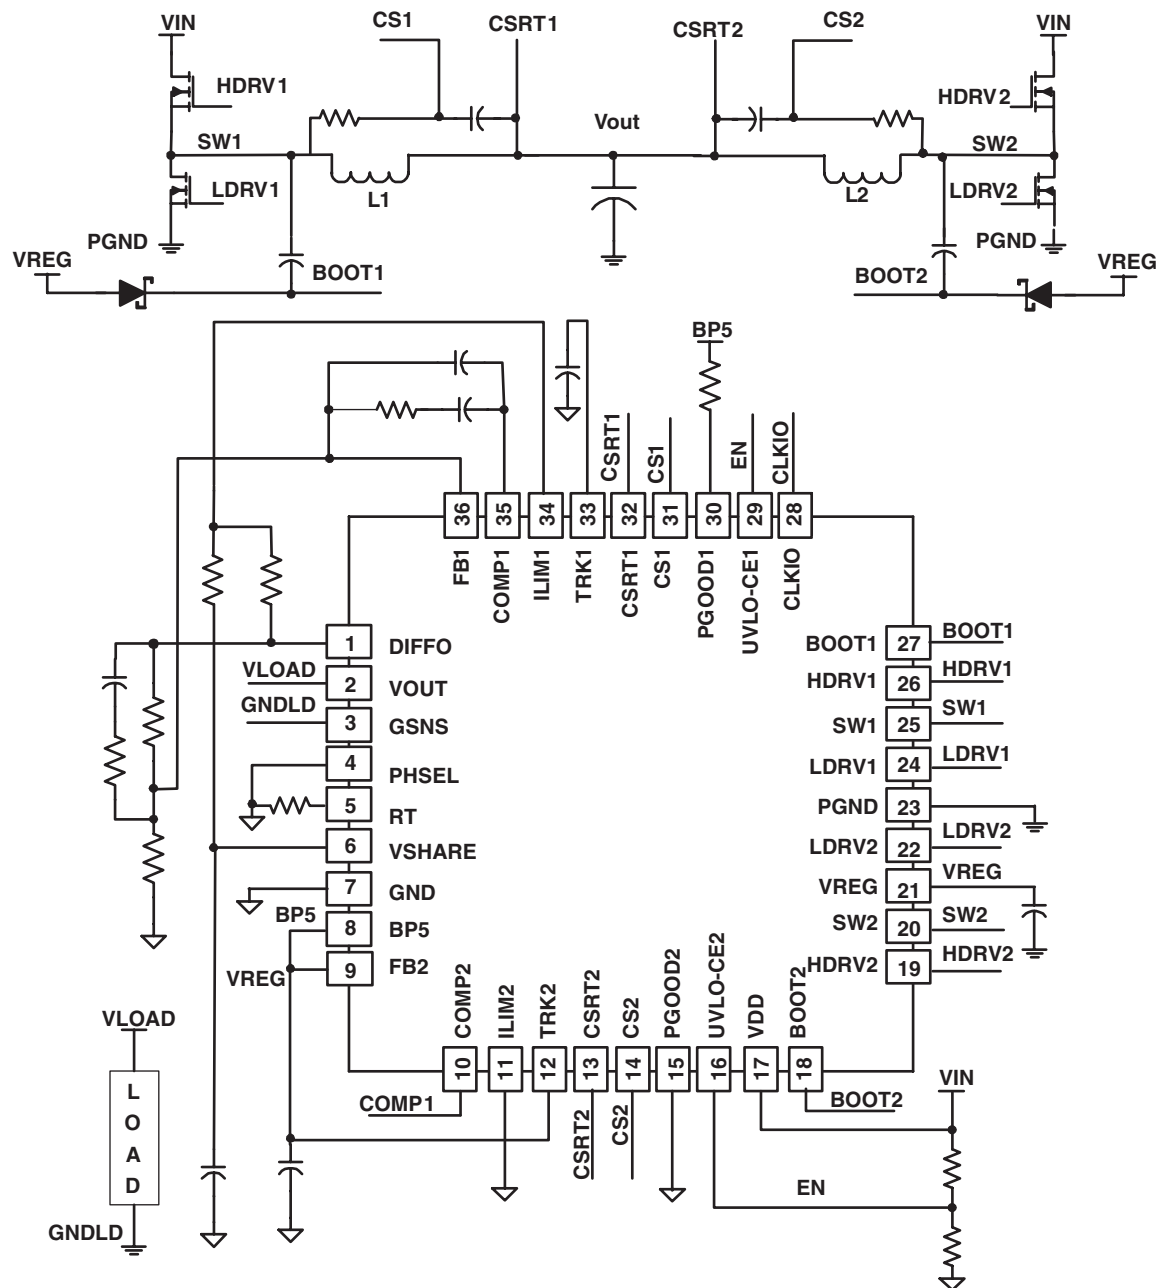 VIN
CS1
CSRT1
CSRT2
CS2
VIN
HDRV1
HDRV2
SW1
Vout
SW2
LDRV1
L1
L2
LDRV2
PGND
PGND
VREG
BOOT1
BOOT2
VREG
BP5
CSRT1
CS1
EN
CLKIO
36
35
34
33
32
31
30
29
28
FB1
COMP1
ILIM1
TRK1
CSRT1
CS1
PGOOD1
UVLO-CE1
CLKIO
1
DIFFO
VLOAD
2
VOUT
GNDLD
3
GSNS
4
PHSEL
5
RT
6
VSHARE
7
GND
BP5
8
BP5
VREG
9
FB2
BOOT1
27
BOOT1
HDRV1
26
HDRV1
SW1
25
SW1
LDRV1
24
LDRV1
PGND
23
LDRV2
22
LDRV2
VREG
21
VREG
SW2
20
SW2
HDRV2
19
HDRV2
COMP2
ILIM2
TRK2
CSRT2
CS2
PGOOD2
UVLO-CE2
VDD
BOOT2
10
11
12
13
14
15
16
17
18
COMP1
CSRT2
CS2
BOOT2
VIN
EN
VLOAD
L
O
A
D
GNDLD